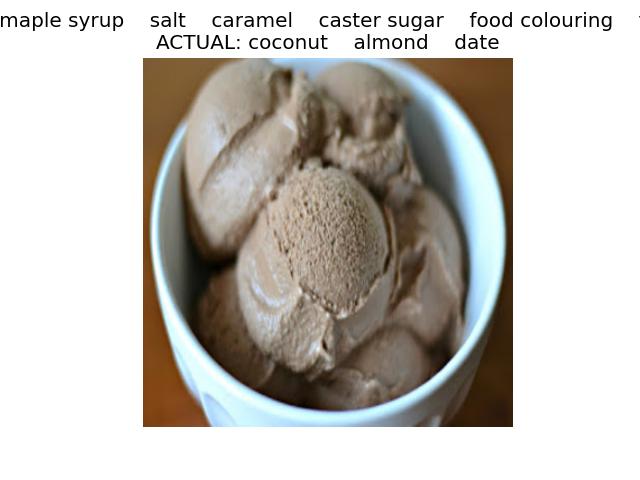 maple syrup salt caramel caster sugar food colouring
ACTUAL: coconut almond date